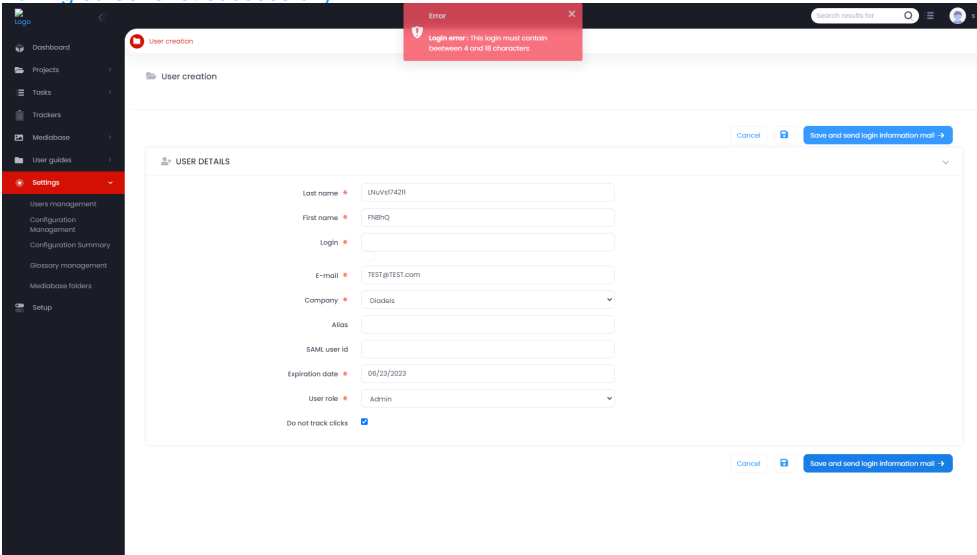 Logo
Search results for
S
Error
Login error : This login must contain
beetween 4 and 18 characters
Dashboard
Projects
Tasks
Trackers
Mediabase
User guides
Settings
Users management
Configuration
Management
Configuration Summary
Glossary management
Mediabase folders
Setup
User creation
User creation
Cancel
Save and send login information mail →
USER DETAILS
Last name *
First name * FNBhQ
Login *
E-mail * TEST@TEST.com
Company * Diadeis
Alias
SAML user id
Expiration date * 06/23/2023
User role * Admin
Do not track clicks
Cancel
Save and send login information mail →